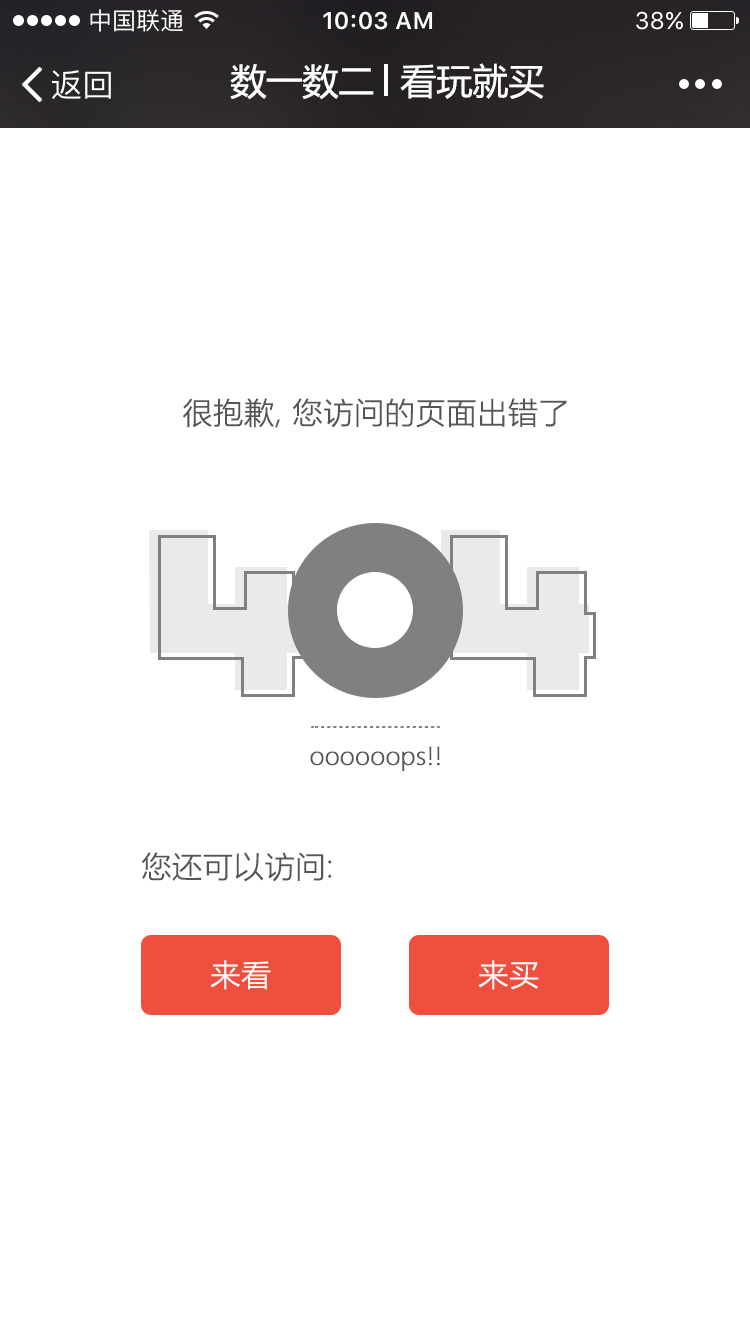 中国联通 10:03 AM 38%
返回 数一数二 | 看玩就买
很抱歉, 您访问的页面出错了
404
oooooops!!
您还可以访问:
来看 来买